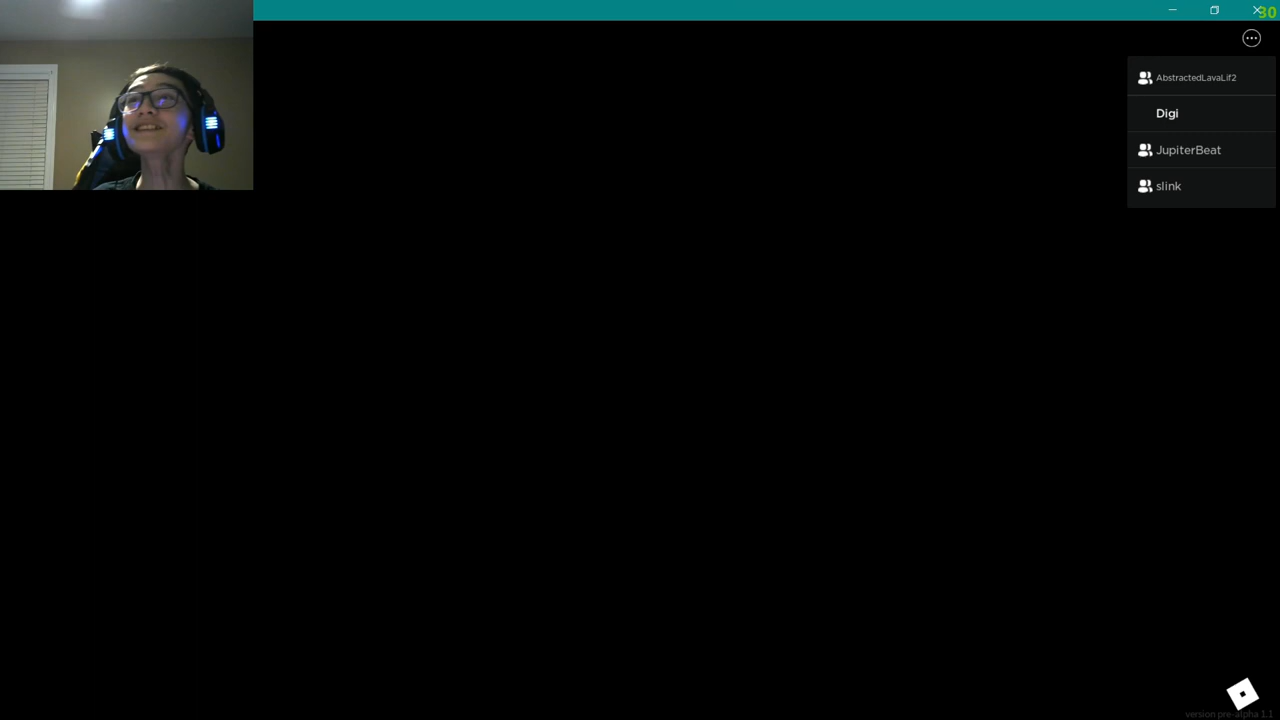 30
AbstractedLavaLif2
Digi
JupiterBeat
slink
version pre-alpha 1.1